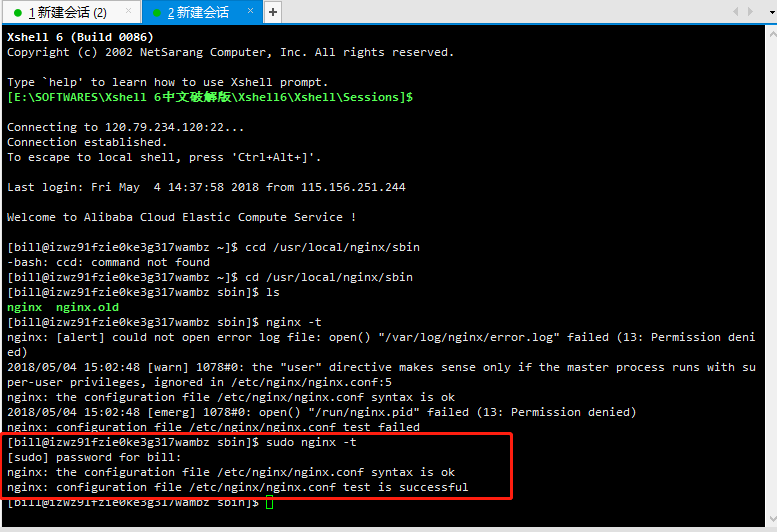 1 新建会话 (2)
2 新建会话
Xshell 6 (Build 0086)
Copyright (c) 2002 NetSarang Computer, Inc. All rights reserved.
Type `help' to learn how to use Xshell prompt.
[E:\SOFTWARES\Xshell 6中文破解版\Xshell6\Xshell\Sessions]$
Connecting to 120.79.234.120:22...
Connection established.
To escape to local shell, press 'Ctrl+Alt+]'.
Last login: Fri May  4 14:37:58 2018 from 115.156.251.244
Welcome to Alibaba Cloud Elastic Compute Service !
[bill@izwz91fzie0ke3g317wambz ~]$ ccd /usr/local/nginx/sbin
-bash: ccd: command not found
[bill@izwz91fzie0ke3g317wambz ~]$ cd /usr/local/nginx/sbin
[bill@izwz91fzie0ke3g317wambz sbin]$ ls
nginx  nginx.old
[bill@izwz91fzie0ke3g317wambz sbin]$ nginx -t
nginx: [alert] could not open error log file: open() "/var/log/nginx/error.log" failed (13: Permission deni
ed)
2018/05/04 15:02:48 [warn] 1078#0: the "user" directive makes sense only if the master process runs with su
per-user privileges, ignored in /etc/nginx/nginx.conf:5
nginx: the configuration file /etc/nginx/nginx.conf syntax is ok
2018/05/04 15:02:48 [emerg] 1078#0: open() "/run/nginx.pid" failed (13: Permission denied)
nginx: configuration file /etc/nginx/nginx.conf test failed
[bill@izwz91fzie0ke3g317wambz sbin]$ sudo nginx -t
[sudo] password for bill:
nginx: the configuration file /etc/nginx/nginx.conf syntax is ok
nginx: configuration file /etc/nginx/nginx.conf test is successful
[bill@izwz91fzie0ke3g317wambz sbin]$